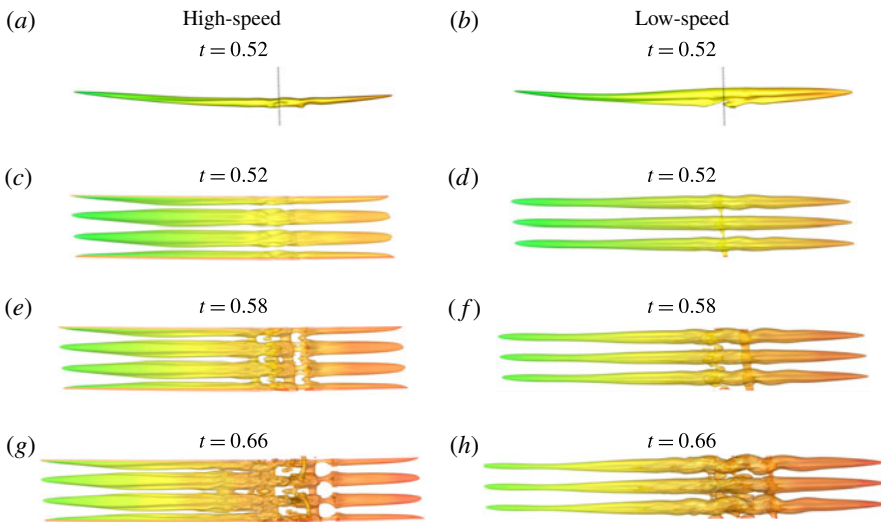 (a) High-speed (b) Low-speed
t = 0.52 t = 0.52
(c) t = 0.52 (d) t = 0.52
(e) t = 0.58 (f) t = 0.58
(g) t = 0.66 (h) t = 0.66